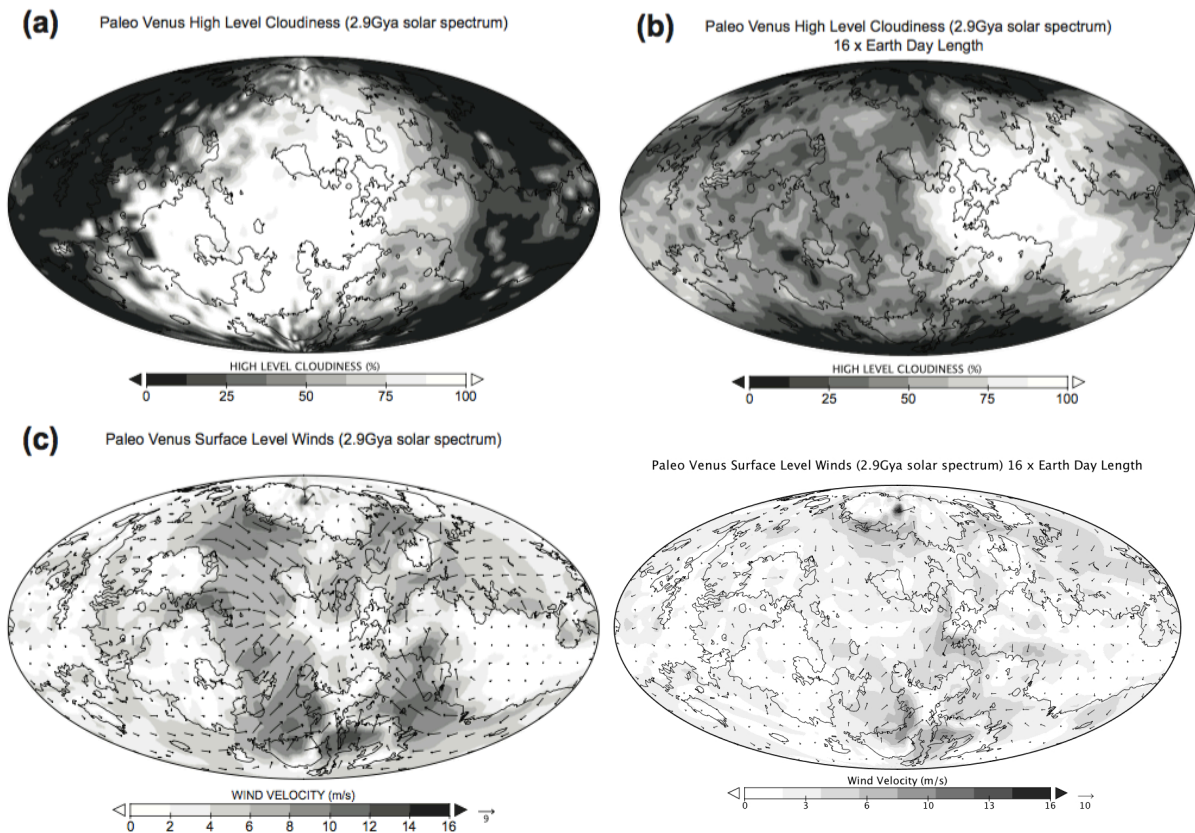 (a)
Paleo Venus High Level Cloudiness (2.9Gya solar spectrum)
HIGH LEVEL CLOUDINESS (%)
0 25 50 75 100
(b)
Paleo Venus High Level Cloudiness (2.9Gya solar spectrum)
16 x Earth Day Length
HIGH LEVEL CLOUDINESS (%)
0 25 50 75 100
(c)
Paleo Venus Surface Level Winds (2.9Gya solar spectrum)
WIND VELOCITY (m/s)
0 2 4 6 8 10 12 14 16
9
Paleo Venus Surface Level Winds (2.9Gya solar spectrum) 16 x Earth Day Length
Wind Velocity (m/s)
0 3 6 10 13 16
10